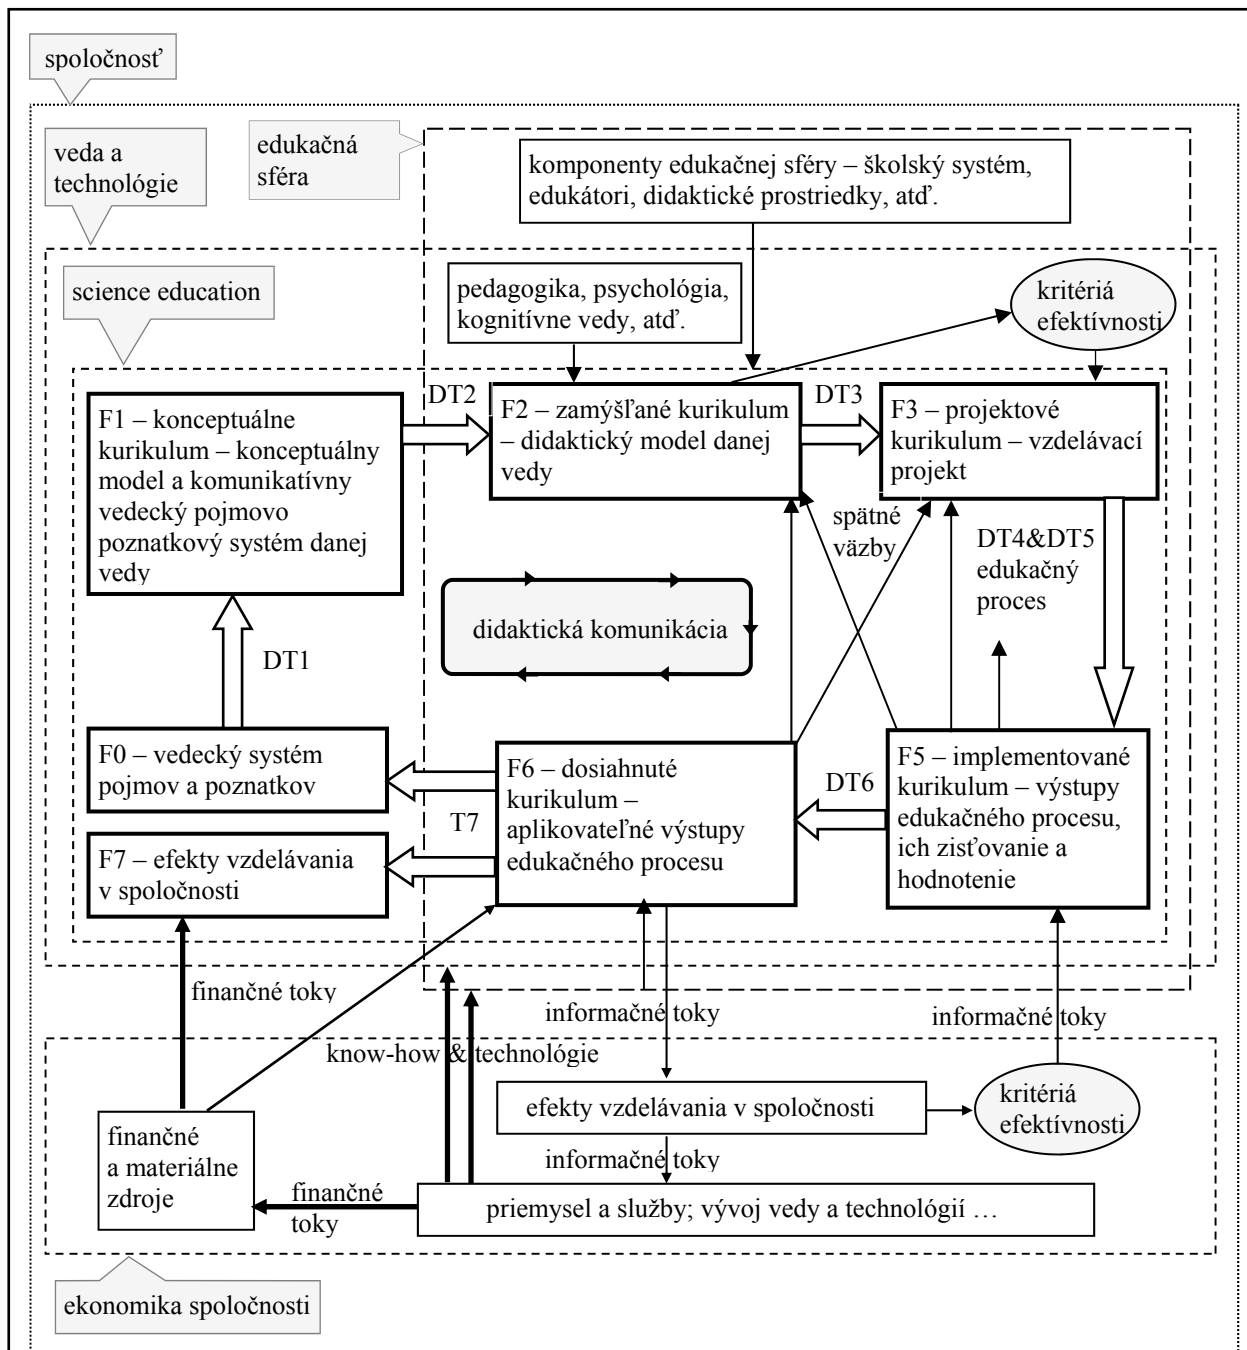 spoločnosť
veda a
technológie
edukačná
sféra
komponenty edukačnej sféry – školský systém,
edukátori, didaktické prostriedky, atď.
science education
pedagogika, psychológia,
kognitívne vedy, atď.
kritériá
efektívnosti
F1 – konceptuálne
kurikulum – konceptuálny
model a komunikatívny
vedecký pojmovo
poznatkový systém danej
vedy
DT2
F2 – zamýšľané kurikulum
– didaktický model danej
vedy
DT3
F3 – projektové
kurikulum – vzdelávací
projekt
spätné
väzby
DT4&DT5
edukačný
proces
didaktická komunikácia
DT1
F0 – vedecký systém
pojmov a poznatkov
F6 – dosiahnuté
kurikulum –
aplikovateľné výstupy
edukačného procesu
DT6
F5 – implementované
kurikulum – výstupy
edukačného procesu,
ich zisťovanie a
hodnotenie
T7
F7 – efekty vzdelávania
v spoločnosti
finančné toky
informačné toky
informačné toky
know-how & technológie
efekty vzdelávania v spoločnosti
kritériá
efektívnosti
finančné
a materiálne
zdroje
informačné toky
finančné
toky
priemysel a služby; vývoj vedy a technológií …
ekonomika spoločnosti